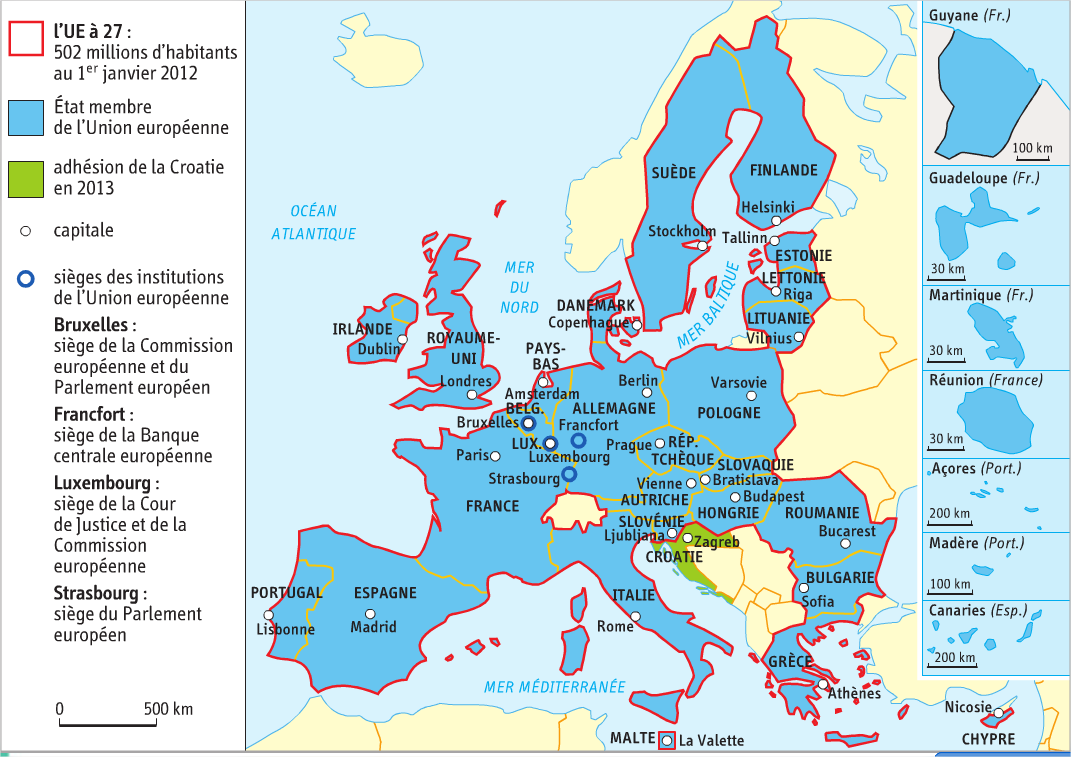 l'UE à 27 :
502 millions d'habitants
au 1er janvier 2012
État membre
de l'Union européenne
adhésion de la Croatie
en 2013
capitale
sièges des institutions
de l'Union européenne
Bruxelles :
siège de la Commission
européenne et du
Parlement européen
Francfort :
siège de la Banque
centrale européenne
Luxembourg :
siège de la Cour
de Justice et de la
Commission
européenne
Strasbourg :
siège du Parlement
européen
0 500 km
OCÉAN
ATLANTIQUE
MER
DU
NORD
MER BALTIQUE
MER MÉDITERRANÉE
SUÈDE
Stockholm
FINLANDE
Helsinki
Tallinn
ESTONIE
LETTONIE
Riga
LITUANIE
Vilnius
DANEMARK
Copenhague
IRLANDE
Dublin
ROYAUME-
UNI
Londres
PAYS-
BAS
Amsterdam
BELG.
Bruxelles
LUX.
Luxembourg
ALLEMAGNE
Berlin
Francfort
POLOGNE
Varsovie
Prague
RÉP.
TCHÈQUE
SLOVAQUIE
Bratislava
Vienne
AUTRICHE
Budapest
HONGRIE
ROUMANIE
Bucarest
Paris
Strasbourg
FRANCE
SLOVÉNIE
Ljubljana
Zagreb
CROATIE
BULGARIE
Sofia
PORTUGAL
Lisbonne
ESPAGNE
Madrid
ITALIE
Rome
GRÈCE
Athènes
MALTE
La Valette
Nicosie
CHYPRE
Guyane (Fr.)
100 km
Guadeloupe (Fr.)
30 km
Martinique (Fr.)
30 km
Réunion (France)
30 km
Açores (Port.)
200 km
Madère (Port.)
100 km
Canaries (Esp.)
200 km